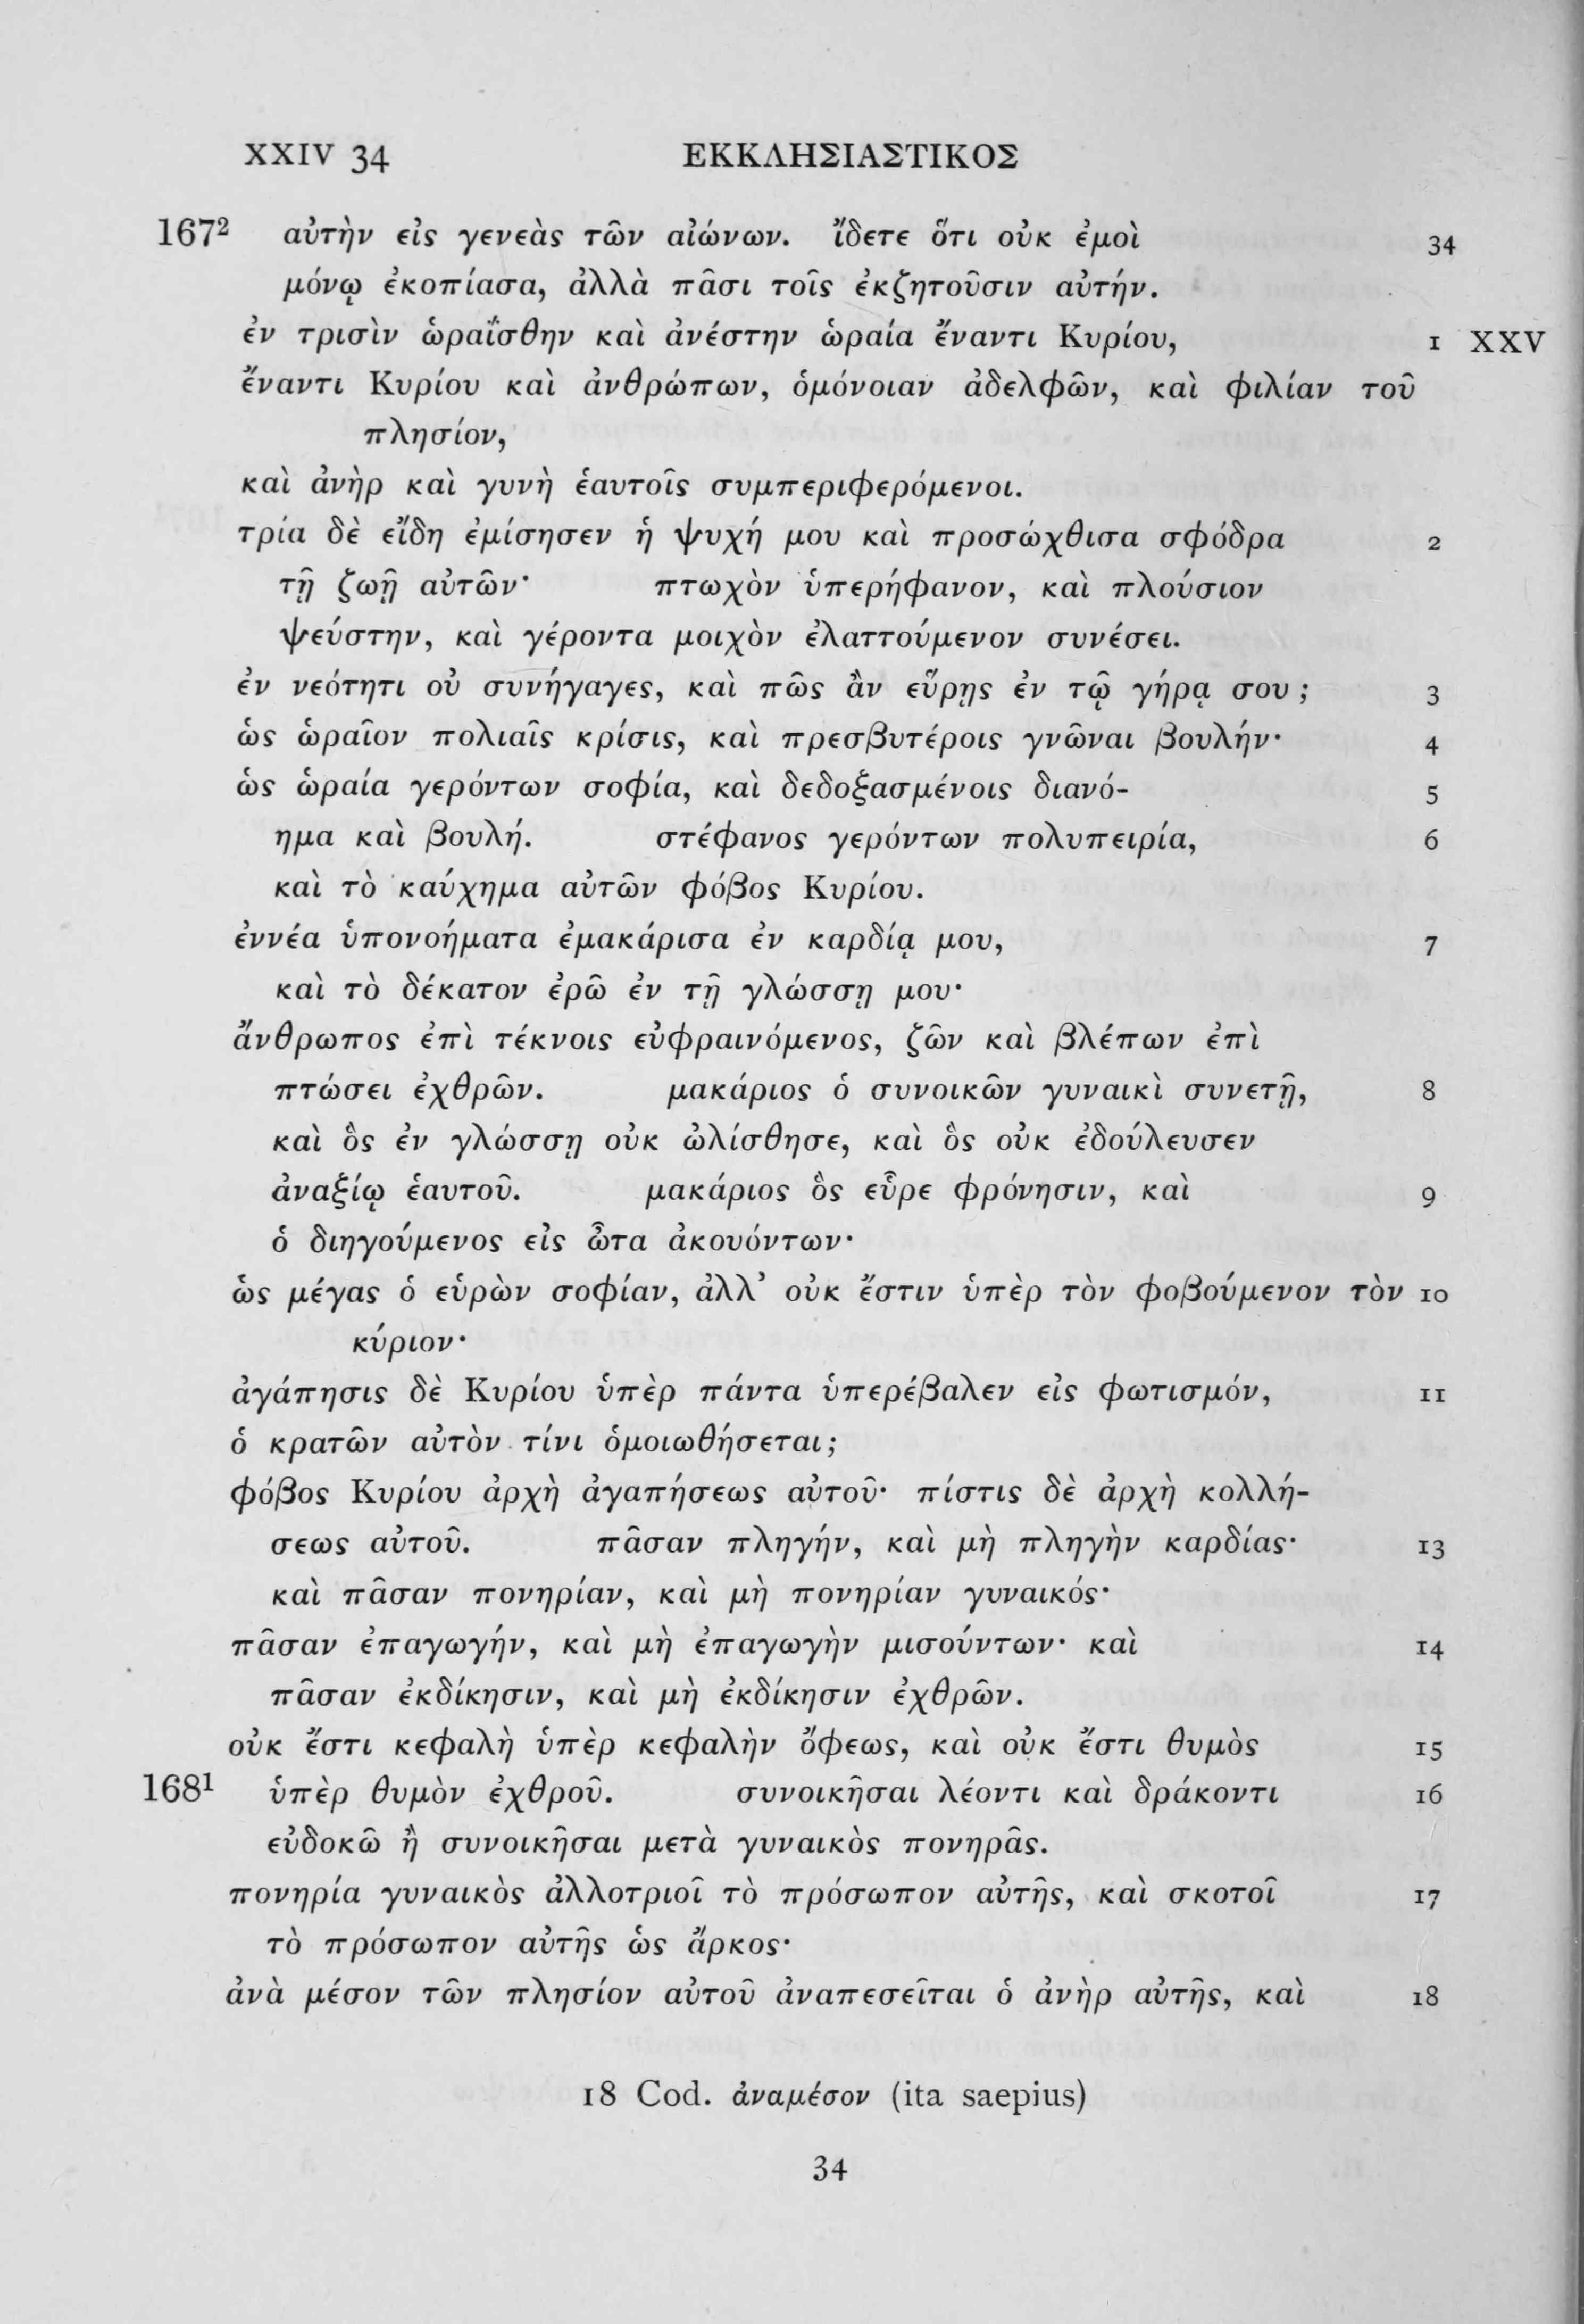 XXIV 34 ΕΚΚΛΗΣΙΑΣΤΙΚΟΣ
167² αὐτὴν εἰς γενεὰς τῶν αἰώνων. ἴδετε ὅτι οὐκ ἐμοὶ 34
μόνῳ ἐκοπίασα, ἀλλὰ πᾶσι τοῖς ἐκζητοῦσιν αὐτήν.
ἐν τρισὶν ὡραΐσθην καὶ ἀνέστην ὡραία ἔναντι Κυρίου, 1 XXV
ἔναντι Κυρίου καὶ ἀνθρώπων, ὁμόνοιαν ἀδελφῶν, καὶ φιλίαν τοῦ
πλησίον,
καὶ ἀνὴρ καὶ γυνὴ ἑαυτοῖς συμπεριφερόμενοι.
τρία δὲ εἴδη ἐμίσησεν ἡ ψυχή μου καὶ προσώχθισα σφόδρα 2
τῇ ζωῇ αὐτῶν· πτωχὸν ὑπερήφανον, καὶ πλούσιον
ψεύστην, καὶ γέροντα μοιχὸν ἐλαττούμενον συνέσει.
ἐν νεότητι οὐ συνήγαγες, καὶ πῶς ἂν εὕρῃς ἐν τῷ γήρᾳ σου ; 3
ὡς ὡραῖον πολιαῖς κρίσις, καὶ πρεσβυτέροις γνῶναι βουλήν· 4
ὡς ὡραία γερόντων σοφία, καὶ δεδοξασμένοις διανό- 5
ημα καὶ βουλή. στέφανος γερόντων πολυπειρία, 6
καὶ τὸ καύχημα αὐτῶν φόβος Κυρίου.
ἐννέα ὑπονοήματα ἐμακάρισα ἐν καρδίᾳ μου, 7
καὶ τὸ δέκατον ἐρῶ ἐν τῇ γλώσσῃ μου·
ἄνθρωπος ἐπὶ τέκνοις εὐφραινόμενος, ζῶν καὶ βλέπων ἐπὶ
πτώσει ἐχθρῶν. μακάριος ὁ συνοικῶν γυναικὶ συνετῇ, 8
καὶ ὃς ἐν γλώσσῃ οὐκ ὠλίσθησε, καὶ ὃς οὐκ ἐδούλευσεν
ἀναξίῳ ἑαυτοῦ. μακάριος ὃς εὗρε φρόνησιν, καὶ 9
ὁ διηγούμενος εἰς ὦτα ἀκουόντων·
ὡς μέγας ὁ εὑρὼν σοφίαν, ἀλλ’ οὐκ ἔστιν ὑπὲρ τὸν φοβούμενον τὸν 10
κύριον·
ἀγάπησις δὲ Κυρίου ὑπὲρ πάντα ὑπερέβαλεν εἰς φωτισμόν, 11
ὁ κρατῶν αὐτὸν τίνι ὁμοιωθήσεται;
φόβος Κυρίου ἀρχὴ ἀγαπήσεως αὐτοῦ· πίστις δὲ ἀρχὴ κολλή-
σεως αὐτοῦ. πᾶσαν πληγήν, καὶ μὴ πληγὴν καρδίας· 13
καὶ πᾶσαν πονηρίαν, καὶ μὴ πονηρίαν γυναικός·
πᾶσαν ἐπαγωγήν, καὶ μὴ ἐπαγωγὴν μισούντων· καὶ 14
πᾶσαν ἐκδίκησιν, καὶ μὴ ἐκδίκησιν ἐχθρῶν.
οὐκ ἔστι κεφαλὴ ὑπὲρ κεφαλὴν ὄφεως, καὶ οὐκ ἔστι θυμὸς 15
168¹ ὑπὲρ θυμὸν ἐχθροῦ. συνοικῆσαι λέοντι καὶ δράκοντι 16
εὐδοκῶ ἢ συνοικῆσαι μετὰ γυναικὸς πονηρᾶς.
πονηρία γυναικὸς ἀλλοτριοῖ τὸ πρόσωπον αὐτῆς, καὶ σκοτοῖ 17
τὸ πρόσωπον αὐτῆς ὡς ἄρκος·
ἀνὰ μέσον τῶν πλησίον αὐτοῦ ἀναπεσεῖται ὁ ἀνὴρ αὐτῆς, καὶ 18
18 Cod. ἀναμέσον (ita saepius)
34